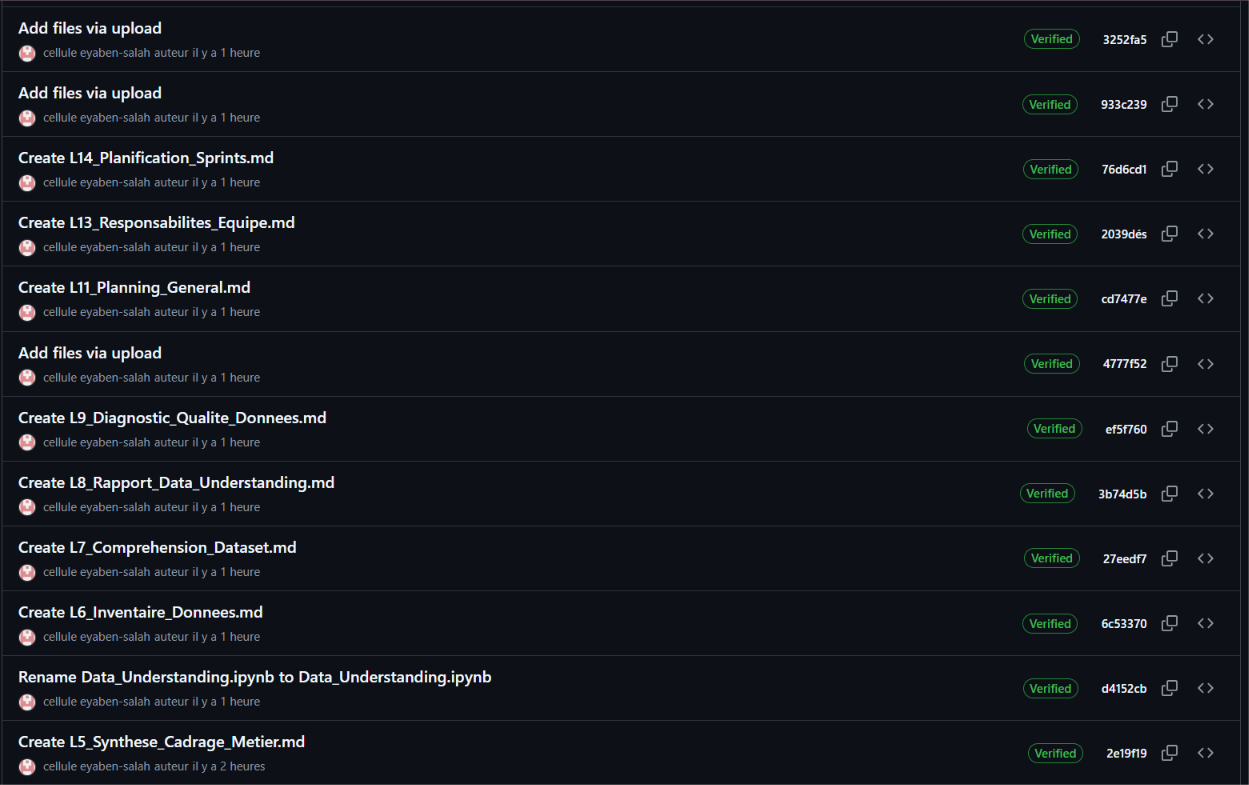 Add files via upload
cellule eyaben-salah auteur il y a 1 heure
Verified 3252fa5
Add files via upload
cellule eyaben-salah auteur il y a 1 heure
Verified 933c239
Create L14_Planification_Sprints.md
cellule eyaben-salah auteur il y a 1 heure
Verified 76d6cd1
Create L13_Responsabilites_Equipe.md
cellule eyaben-salah auteur il y a 1 heure
Verified 2039dés
Create L11_Planning_General.md
cellule eyaben-salah auteur il y a 1 heure
Verified cd7477e
Add files via upload
cellule eyaben-salah auteur il y a 1 heure
Verified 4777f52
Create L9_Diagnostic_Qualite_Donnees.md
cellule eyaben-salah auteur il y a 1 heure
Verified ef5f760
Create L8_Rapport_Data_Understanding.md
cellule eyaben-salah auteur il y a 1 heure
Verified 3b74d5b
Create L7_Comprehension_Dataset.md
cellule eyaben-salah auteur il y a 1 heure
Verified 27eedf7
Create L6_Inventaire_Donnees.md
cellule eyaben-salah auteur il y a 1 heure
Verified 6c53370
Rename Data_Understanding.ipynb to Data_Understanding.ipynb
cellule eyaben-salah auteur il y a 1 heure
Verified d4152cb
Create L5_Synthese_Cadrage_Metier.md
cellule eyaben-salah auteur il y a 2 heures
Verified 2e19f19